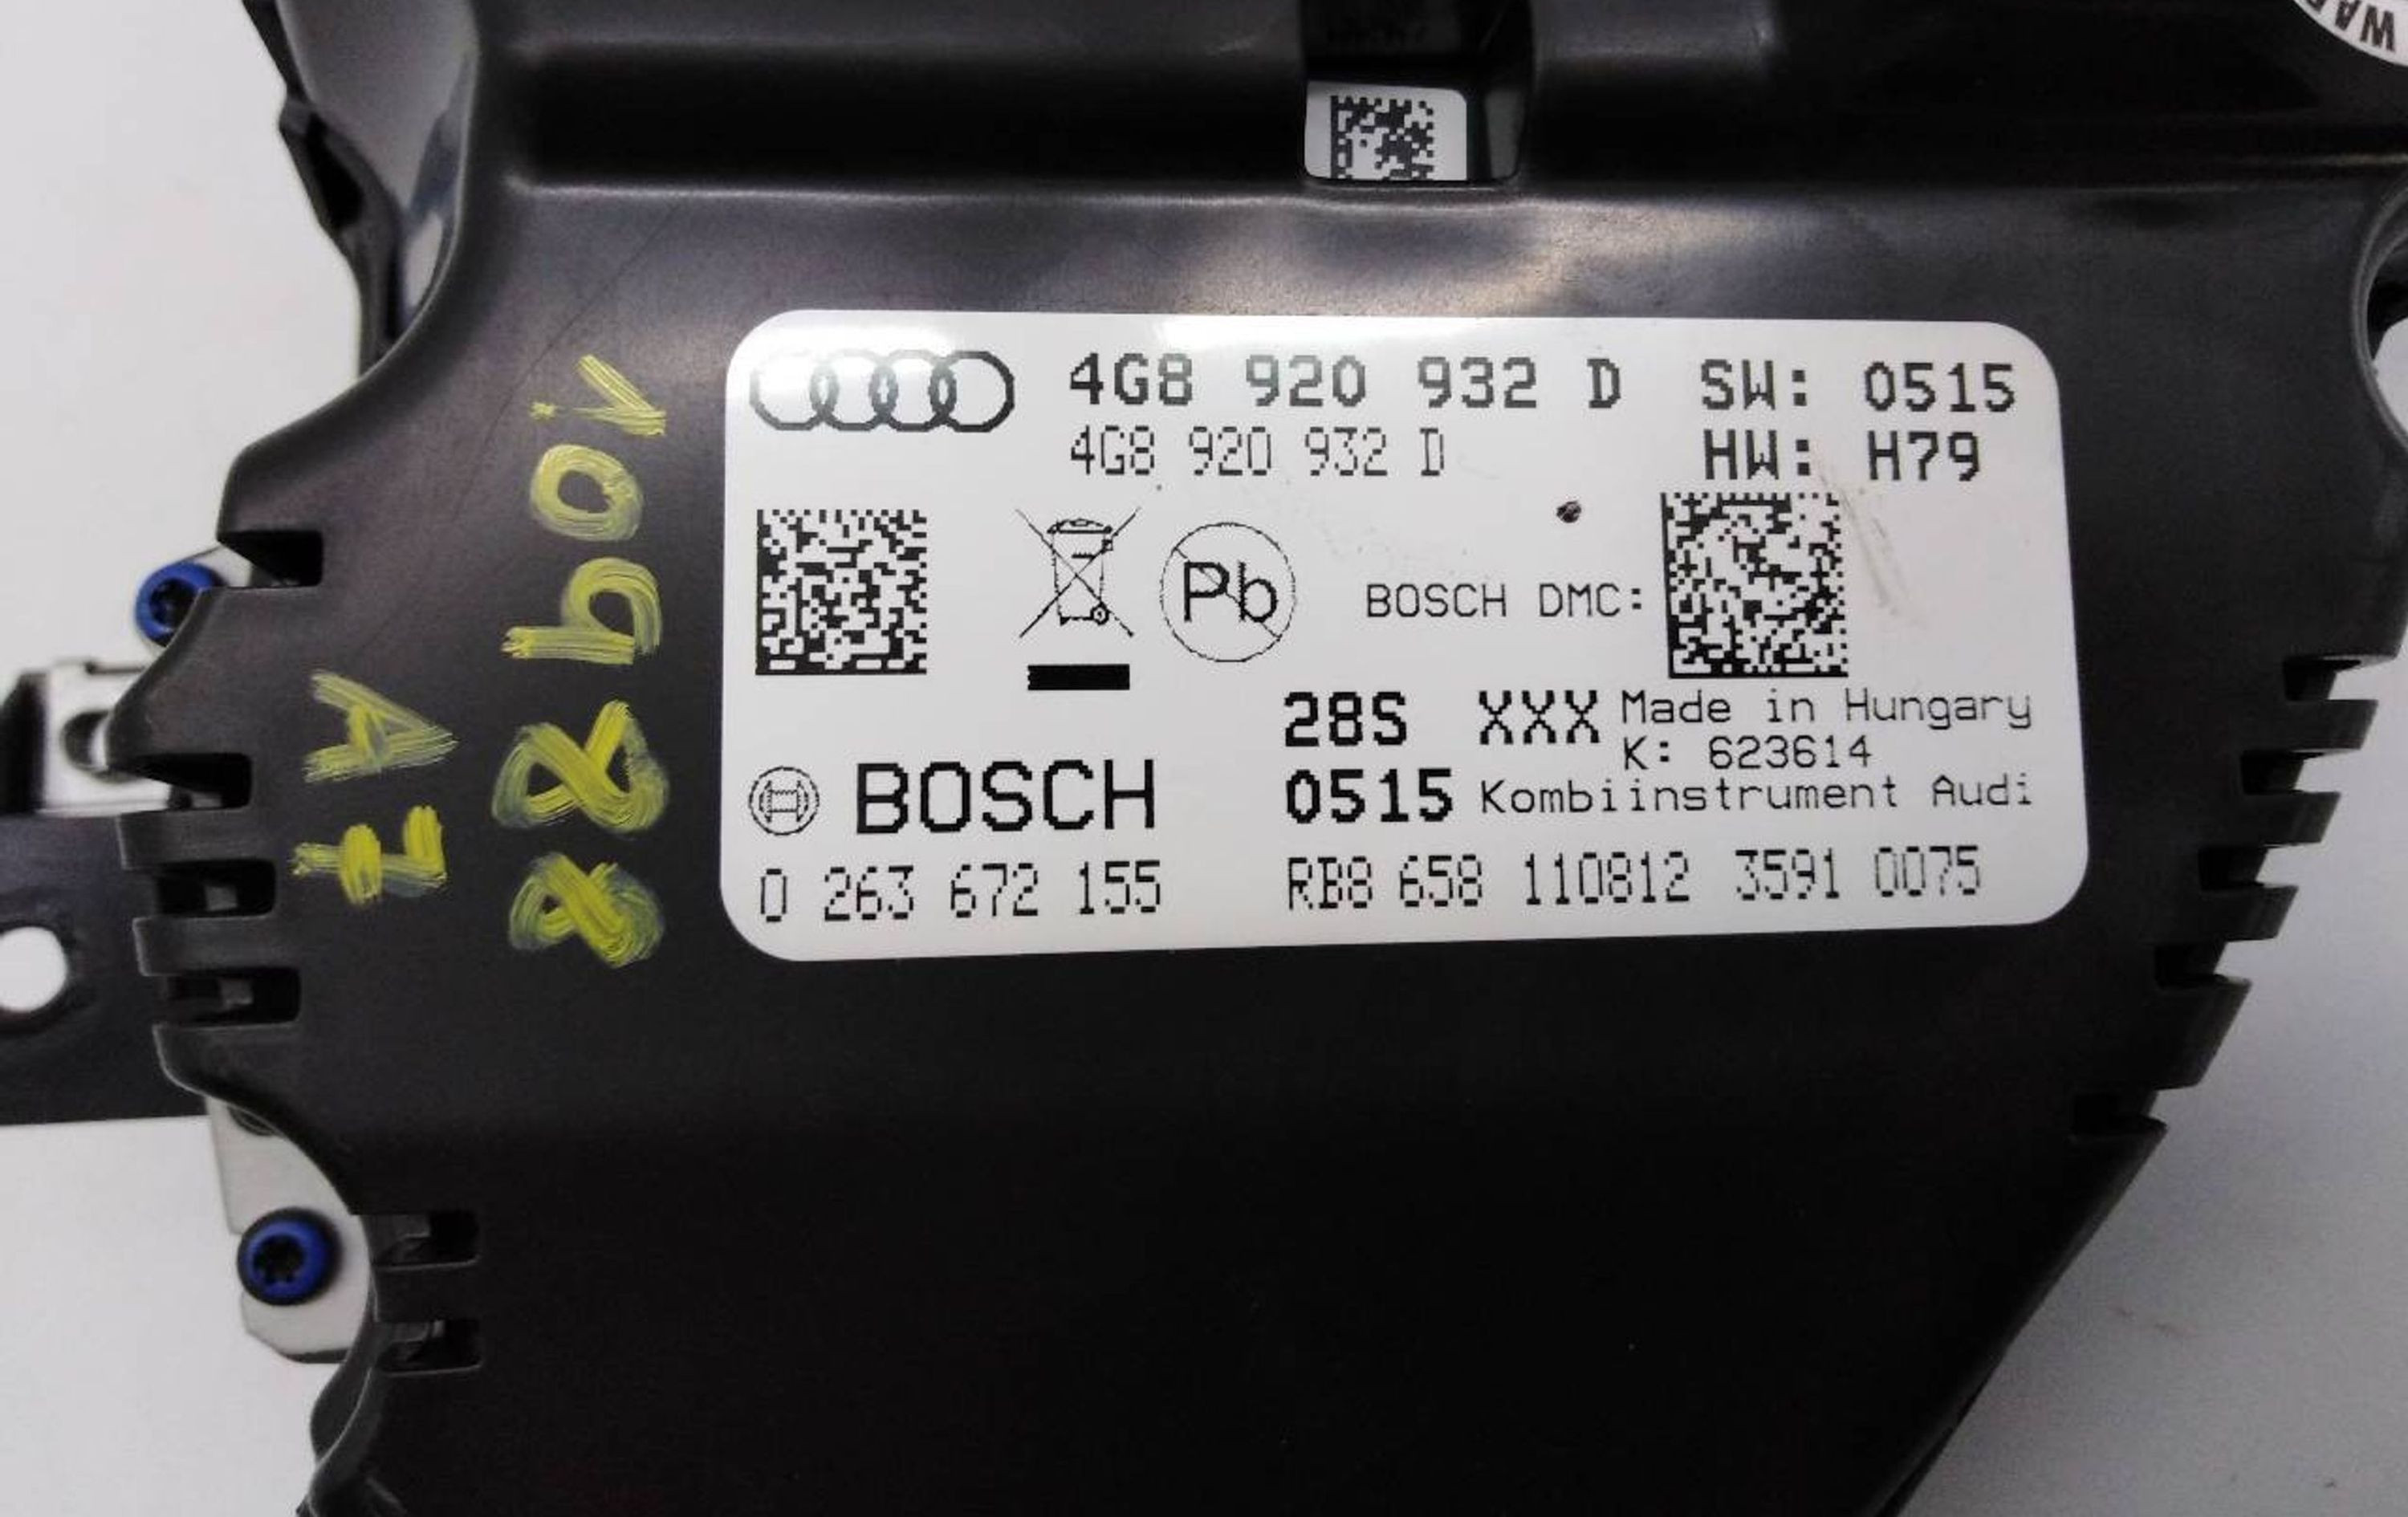 4G8 920 932 D SW: 0515
4G8 920 932 D HW: H79
Pb
BOSCH DMC:
28S XXX Made in Hungary
K: 623614
BOSCH 0515 Kombiinstrument Audi
0 263 672 155 RB8 658 110812 3591 0075